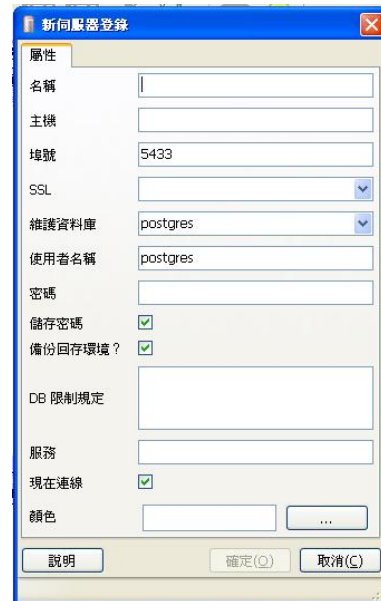 新伺服器登錄
屬性
名稱
主機
埠號 5433
SSL
維護資料庫 postgres
使用者名稱 postgres
密碼
儲存密碼
備份回存環境?
DB 限制規定
服務
現在連線
顏色 ...
說明 確定(O) 取消(C)